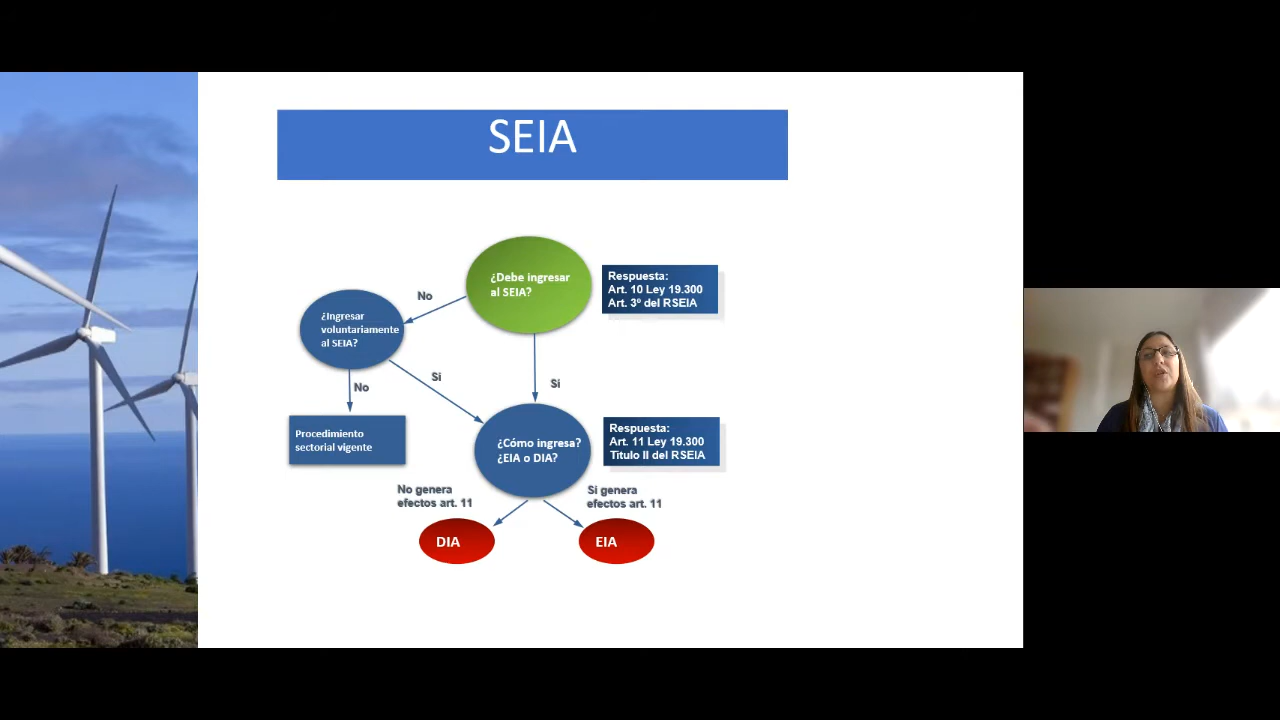 SEIA
¿Debe ingresar
al SEIA?
Respuesta:
Art. 10 Ley 19.300
Art. 3º del RSEIA
No
¿Ingresar
voluntariamente
al SEIA?
No
Si
Si
Procedimiento
sectorial vigente
¿Cómo ingresa?
¿EIA o DIA?
Respuesta:
Art. 11 Ley 19.300
Titulo II del RSEIA
No genera
efectos art. 11
Si genera
efectos art. 11
DIA
EIA